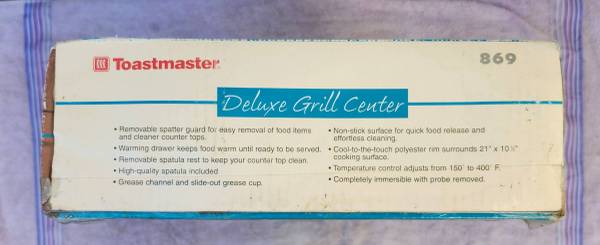 Toastmaster®
869
Deluxe Grill Center
• Removable spatter guard for easy removal of food items
and cleaner counter tops.
• Warming drawer keeps food warm until ready to be served.
• Removable spatula rest to keep your counter top clean.
• High-quality spatula included
• Grease channel and slide-out grease cup.
• Non-stick surface for quick food release and
effortless cleaning.
• Cool-to-the-touch polyester rim surrounds 21" x 10½"
cooking surface.
• Temperature control adjusts from 150° to 400° F.
• Completely immersible with probe removed.